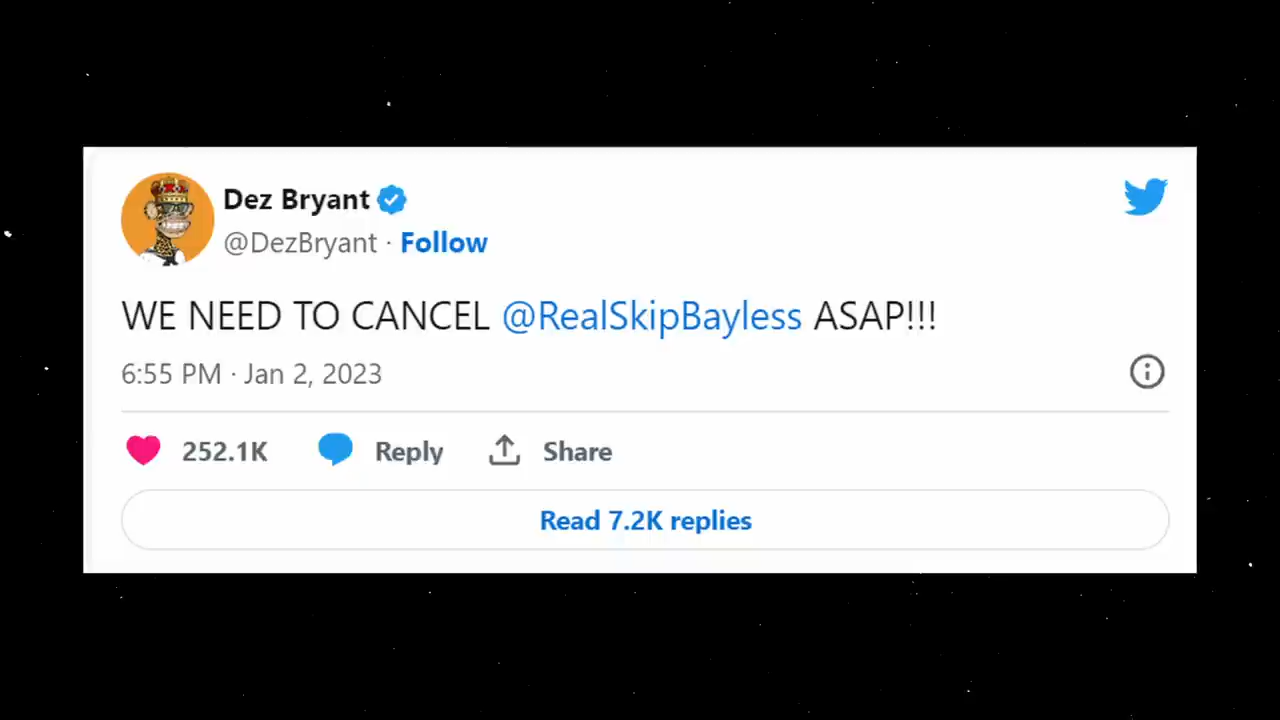 Dez Bryant
@DezBryant · Follow
WE NEED TO CANCEL @RealSkipBayless ASAP!!!
6:55 PM · Jan 2, 2023
252.1K Reply Share
Read 7.2K replies